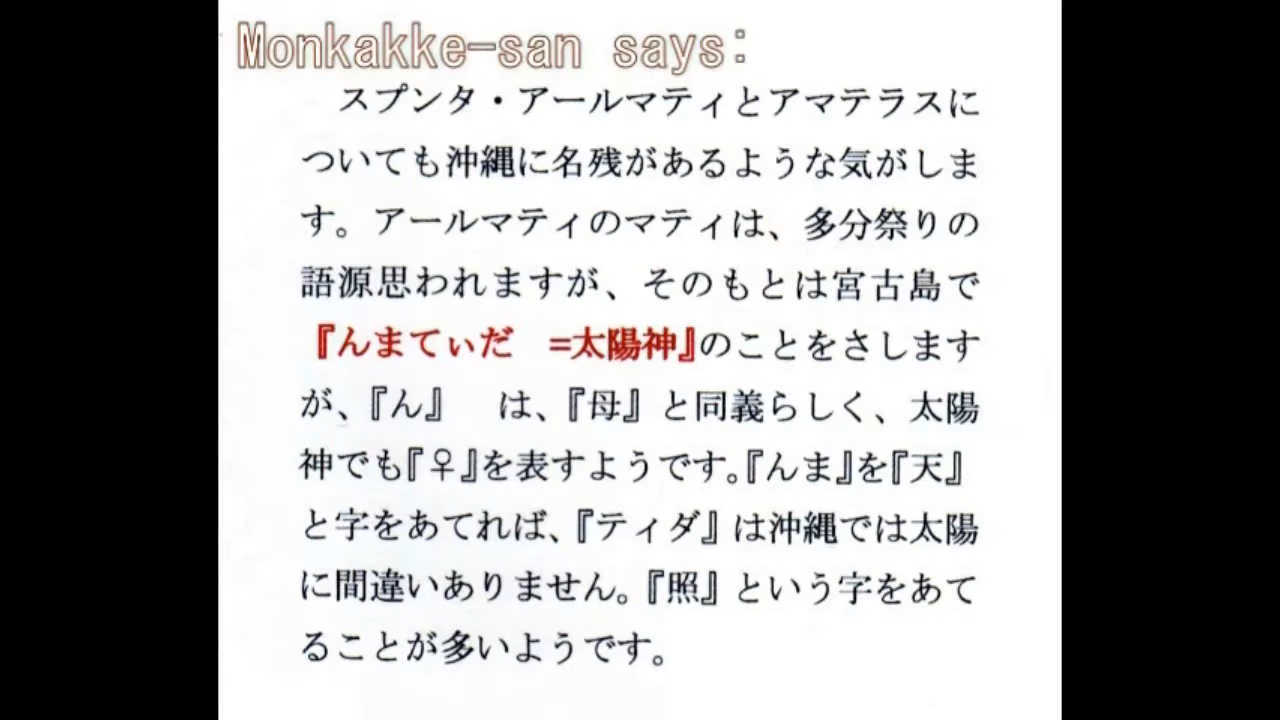 Monkakke-san says:
スプンタ・アールマティとアマテラスに
ついても沖縄に名残があるような気がしま
す。アールマティのマティは、多分祭りの
語源思われますが、そのもとは宮古島で
『んまてぃだ　=太陽神』のことをさします
が、『ん』　は、『母』と同義らしく、太陽
神でも『♀』を表すようです。『んま』を『天』
と字をあてれば、『ティダ』は沖縄では太陽
に間違いありません。『照』という字をあて
ることが多いようです。